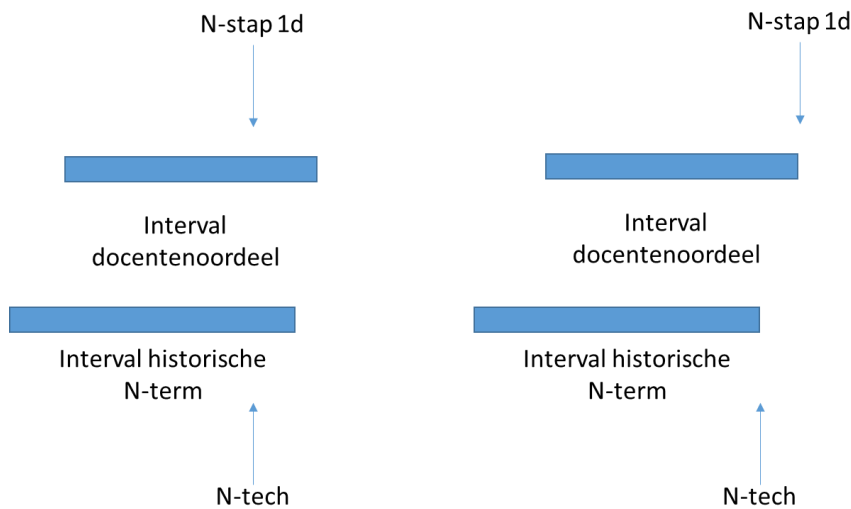 N-stap 1d
Interval
docentenoordeel
Interval historische
N-term
N-tech
N-stap 1d
Interval
docentenoordeel
Interval historische
N-term
N-tech